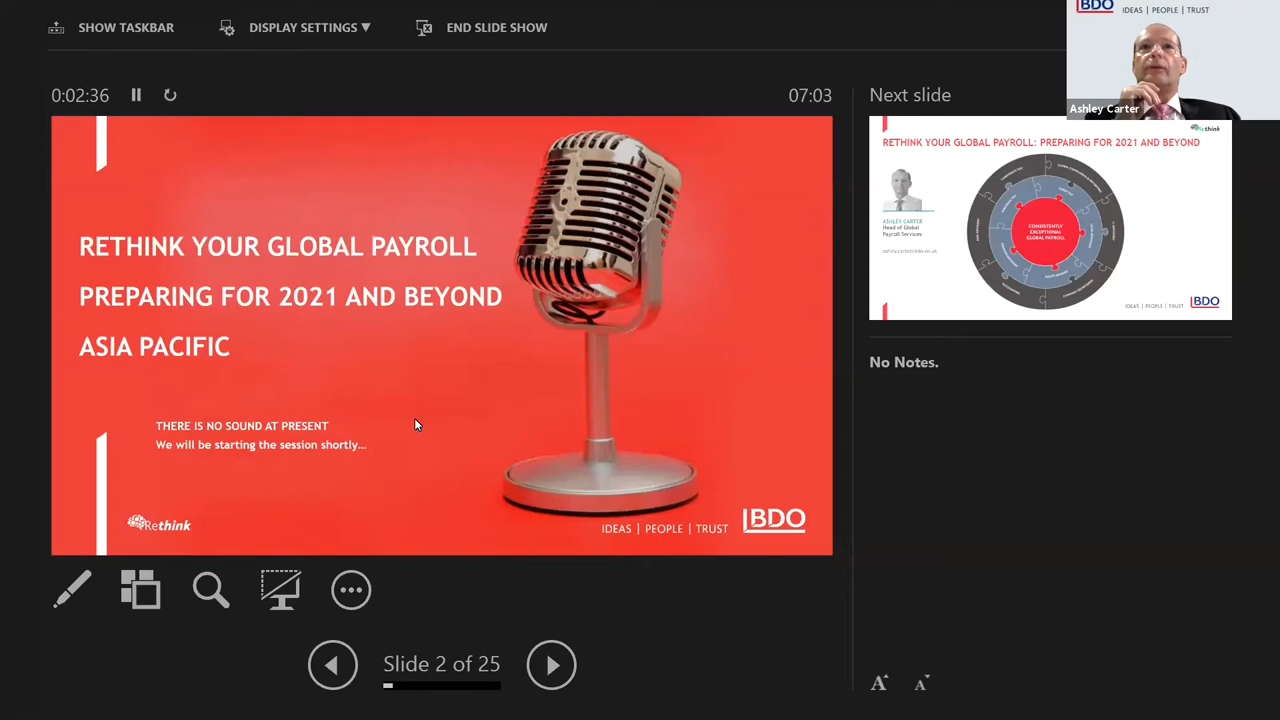 SHOW TASKBAR
DISPLAY SETTINGS ▼
END SLIDE SHOW
BDO IDEAS | PEOPLE | TRUST
Ashley Carter
0:02:36
07:03
Next slide
RETHINK YOUR GLOBAL PAYROLL
PREPARING FOR 2021 AND BEYOND
ASIA PACIFIC
THERE IS NO SOUND AT PRESENT
We will be starting the session shortly...
Rethink
IDEAS | PEOPLE | TRUST BDO
Rethink
RETHINK YOUR GLOBAL PAYROLL: PREPARING FOR 2021 AND BEYOND
ASHLEY CARTER
Head of Global
Payroll Services
CONSISTENTLY
EXCEPTIONAL
GLOBAL PAYROLL
IDEAS | PEOPLE | TRUST BDO
No Notes.
Slide 2 of 25
A A